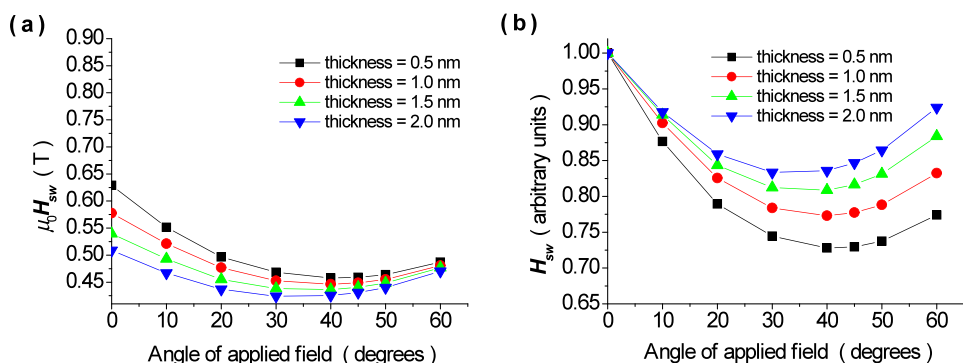 (a)
0.90
0.85
0.80
0.75
0.70
0.65
0.60
0.55
0.50
0.45
μ₀Hsw (T)
thickness = 0.5 nm
thickness = 1.0 nm
thickness = 1.5 nm
thickness = 2.0 nm
0 10 20 30 40 50 60
Angle of applied field ( degrees )
(b)
1.00
0.95
0.90
0.85
0.80
0.75
0.70
0.65
Hsw (arbitrary units)
thickness = 0.5 nm
thickness = 1.0 nm
thickness = 1.5 nm
thickness = 2.0 nm
0 10 20 30 40 50 60
Angle of applied field ( degrees )